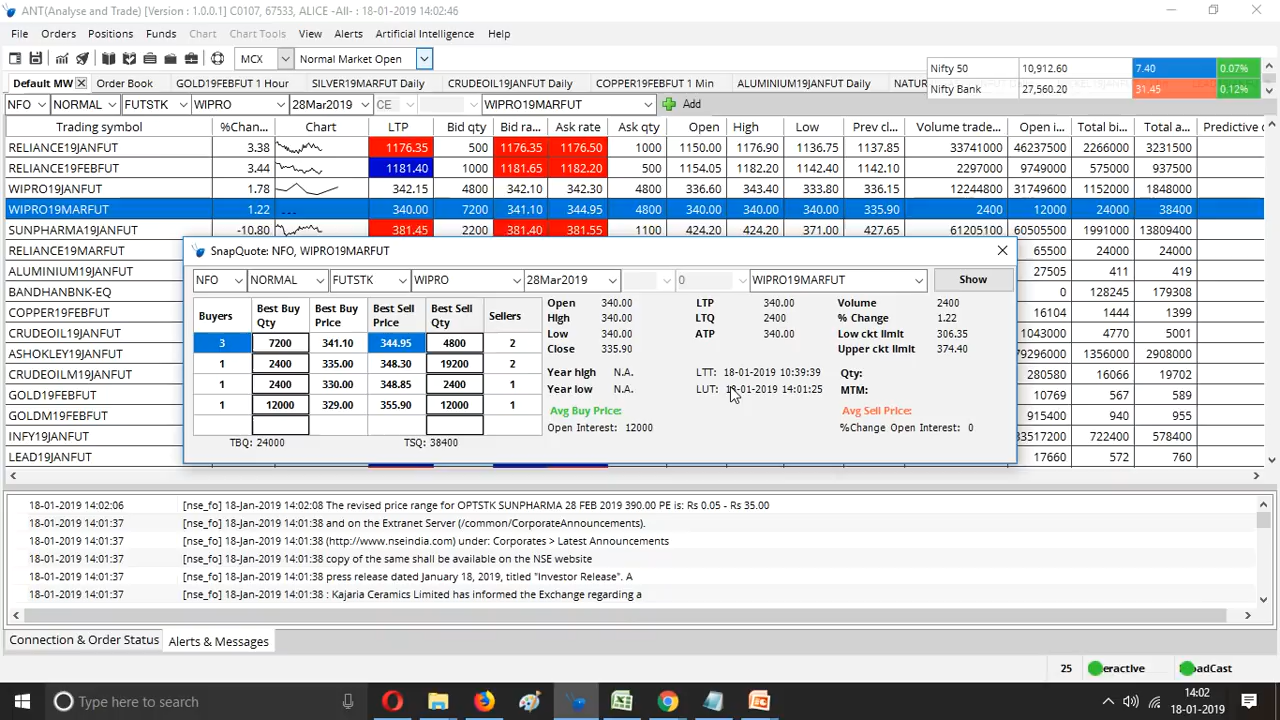 ANT(Analyse and Trade) [Version : 1.0.0.1] C0107, 67533, ALICE -All- : 18-01-2019 14:02:46
File Orders Positions Funds Chart Chart Tools View Alerts Artificial Intelligence Help
MCX Normal Market Open
Nifty 50 10,912.60 7.40 0.07%
Default MW Order Book GOLD19FEBFUT 1 Hour SILVER19MARFUT Daily CRUDEOIL19JANFUT Daily COPPER19FEBFUT 1 Min ALUMINIUM19JANFUT Daily
Nifty Bank 27,560.20 31.45 0.12%
NFO NORMAL FUTSTK WIPRO 28Mar2019 CE WIPRO19MARFUT Add
Trading symbol %Chan... Chart LTP Bid qty Bid ra... Ask rate Ask qty Open High Low Prev cl... Volume trade... Open i... Total bi... Total a... Predictive c
RELIANCE19JANFUT 3.38 1176.35 500 1176.35 1176.50 1000 1150.00 1176.90 1136.75 1137.85 33741000 46237500 2266000 3231500
RELIANCE19FEBFUT 3.44 1181.40 1000 1181.65 1182.20 1000 1154.05 1182.20 1142.40 1142.10 2297000 9749000 575000 937500
WIPRO19JANFUT 1.78 342.15 4800 342.10 342.30 4800 336.60 343.40 333.80 336.15 12244800 31749600 1152000 1848000
WIPRO19MARFUT 1.22 340.00 7200 341.10 344.95 4800 340.00 340.00 340.00 335.90 2400 12000 24000 38400
SUNPHARMA19JANFUT -10.80 381.45 2200 381.40 381.55 1100 424.20 424.20 371.00 427.65 61205100 60505500 1991000 13809400
RELIANCE19MARFUT 65500 24000 24000
ALUMINIUM19JANFUT 27505 411 419
BANDHANBNK-EQ 0 128245 179308
COPPER19FEBFUT 16104 1444 1399
CRUDEOIL19JANFUT 1043000 4770 5001
ASHOKLEY19JANFUT 1356000 2908000
CRUDEOILM19JANFUT 280580 16066 19702
GOLD19FEBFUT 10769 567 589
GOLDM19FEBFUT 915940 955
INFY19JANFUT 31497600 722400 578400
LEAD19JANFUT 17660 572 760
SnapQuote: NFO, WIPRO19MARFUT
NFO NORMAL FUTSTK WIPRO 28Mar2019 0 WIPRO19MARFUT Show
Buyers Best Buy Qty Best Buy Price Best Sell Price Best Sell Qty Sellers
3 7200 341.10 344.95 4800 2
1 2400 335.00 348.30 19200 2
1 2400 330.00 348.85 2400 1
1 12000 329.00 355.90 12000 1
TBQ: 24000 TSQ: 38400
Open 340.00 LTP 340.00 Volume 2400
High 340.00 LTQ 2400 % Change 1.22
Low 340.00 ATP 340.00 Low ckt limit 306.35
Close 335.90 Upper ckt limit 374.40
Year high N.A. LTT: 18-01-2019 10:39:39 Qty:
Year low N.A. LUT: 18-01-2019 14:01:25 MTM:
Avg Buy Price: Avg Sell Price:
Open Interest: 12000 %Change Open Interest: 0
18-01-2019 14:02:06 [nse_fo] 18-Jan-2019 14:02:08 The revised price range for OPTSTK SUNPHARMA 28 FEB 2019 390.00 PE is: Rs 0.05 - Rs 35.00
18-01-2019 14:01:37 [nse_fo] 18-Jan-2019 14:01:38 and on the Extranet Server (/common/CorporateAnnouncements).
18-01-2019 14:01:37 [nse_fo] 18-Jan-2019 14:01:38 (http://www.nseindia.com) under: Corporates > Latest Announcements
18-01-2019 14:01:37 [nse_fo] 18-Jan-2019 14:01:38 copy of the same shall be available on the NSE website
18-01-2019 14:01:37 [nse_fo] 18-Jan-2019 14:01:38 press release dated January 18, 2019, titled "Investor Release". A
18-01-2019 14:01:37 [nse_fo] 18-Jan-2019 14:01:38 : Kajaria Ceramics Limited has informed the Exchange regarding a
Connection & Order Status Alerts & Messages
25 eractive adCast
Type here to search
14:02
18-01-2019